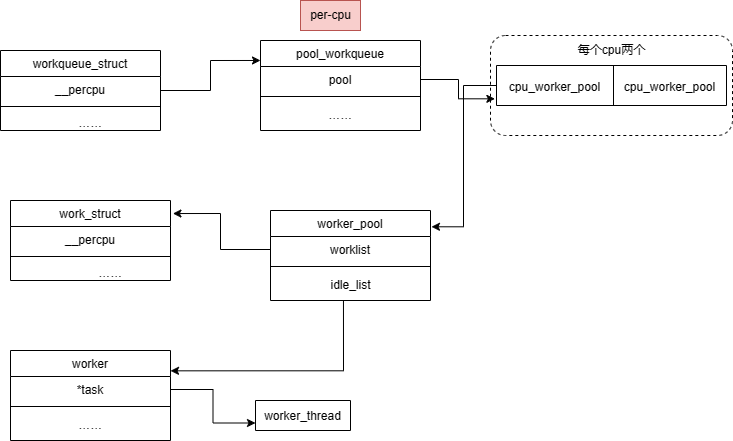 per-cpu
workqueue_struct
__percpu
……
pool_workqueue
pool
……
每个cpu两个
cpu_worker_pool
cpu_worker_pool
work_struct
__percpu
……
worker_pool
worklist
idle_list
worker
*task
……
worker_thread